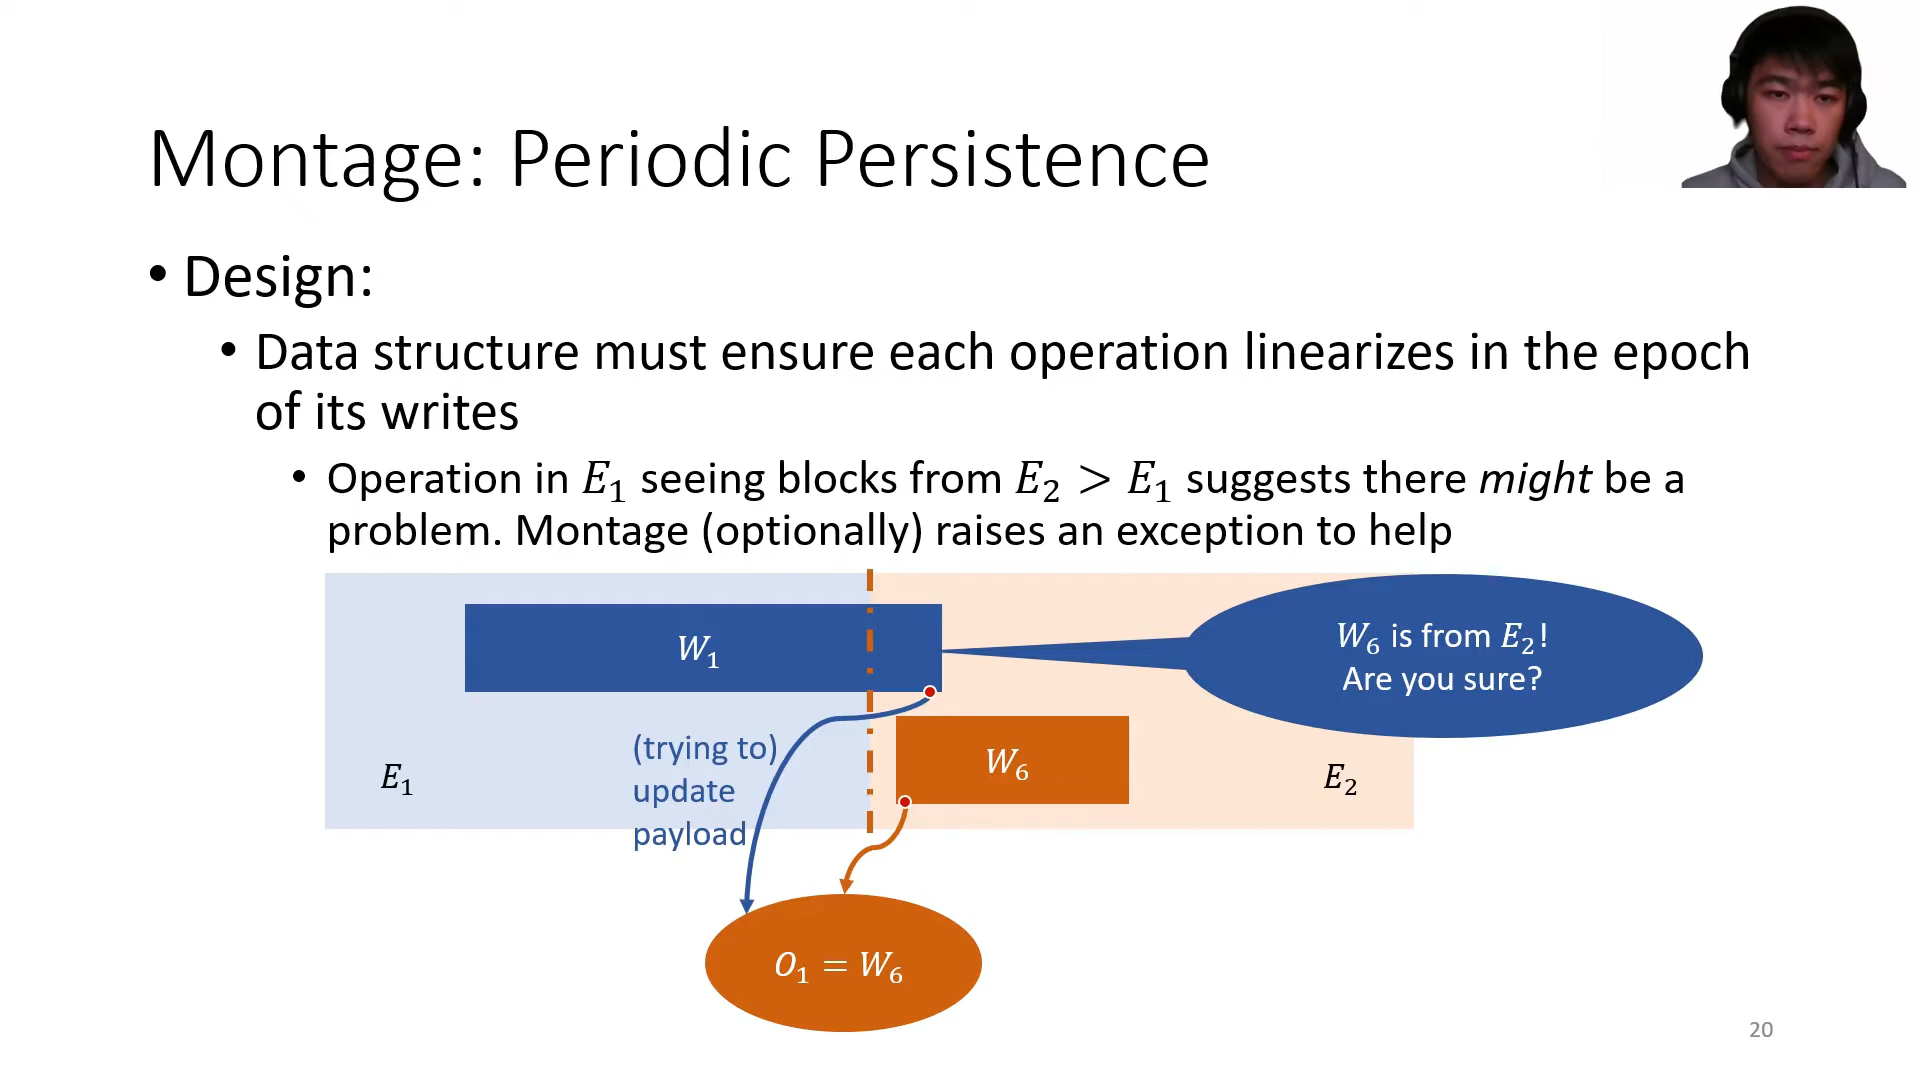 Montage: Periodic Persistence
• Design:
• Data structure must ensure each operation linearizes in the epoch
of its writes
• Operation in E₁ seeing blocks from E₂ > E₁ suggests there might be a
problem. Montage (optionally) raises an exception to help
W₁
W₆ is from E₂!
Are you sure?
(trying to)
update
payload
E₁
W₆
E₂
O₁ = W₆
20